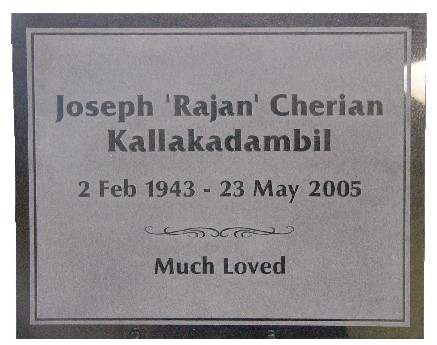 Joseph 'Rajan' Cherian
Kallakadambil
2 Feb 1943 - 23 May 2005
Much Loved